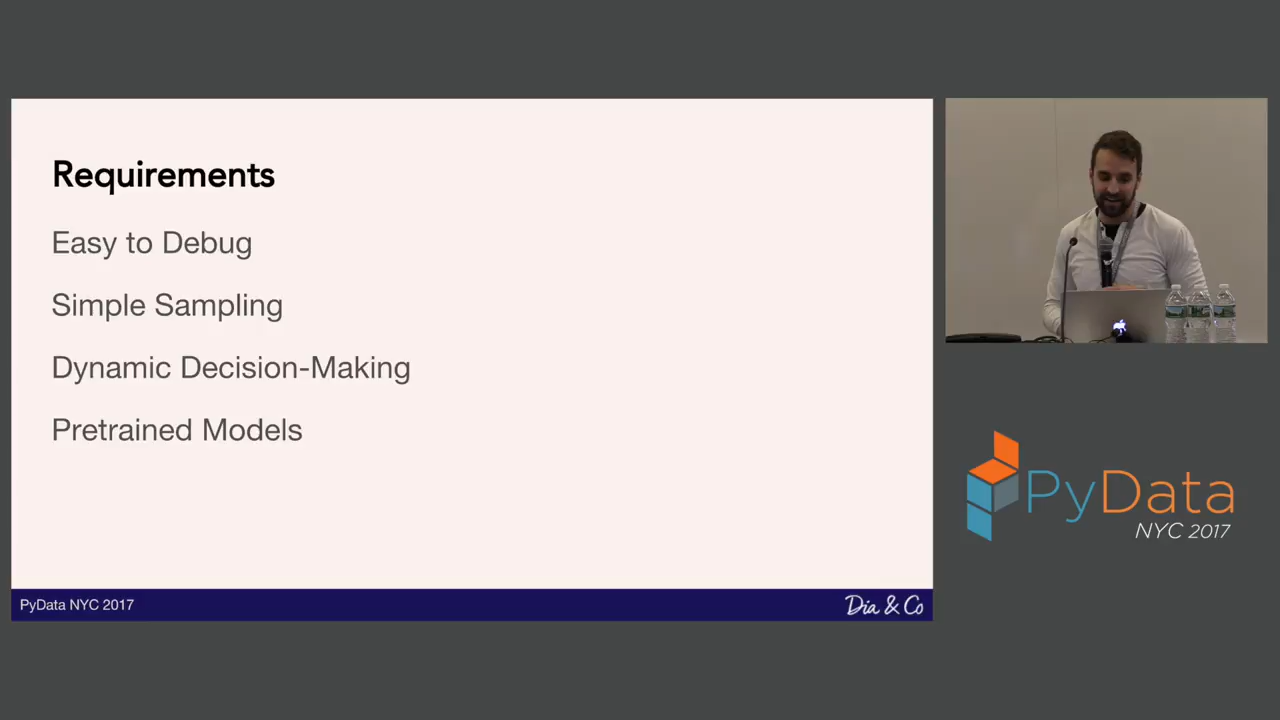 Requirements
Easy to Debug
Simple Sampling
Dynamic Decision-Making
Pretrained Models
PyData NYC 2017
Dia & Co
PyData
NYC 2017